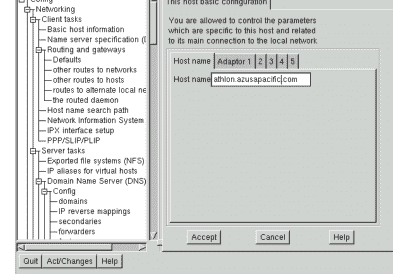 Config
Networking
Client tasks
Basic host information
Name server specification (I
Routing and gateways
Defaults
other routes to networks
other routes to hosts
routes to alternate local ne
the routed daemon
Host name search path
Network Information System
IPX interface setup
PPP/SLIP/PLIP
Server tasks
Exported file systems (NFS)
IP aliases for virtual hosts
Domain Name Server (DNS)
Config
domains
IP reverse mappings
secondaries
forwarders
Quit Act/Changes Help
This host basic configuration
You are allowed to control the parameters
which are specific to this host and related
to its main connection to the local network
Host name Adaptor 1 2 3 4 5
Host name athlon.azusapacific.com
Accept Cancel Help